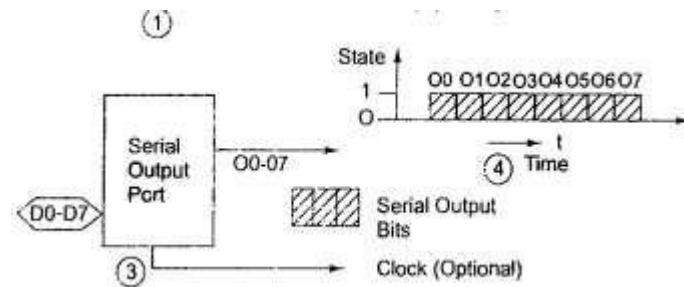 1
State
O0 O1 O2 O3 O4 O5 O6 O7
1
O
Serial
Output
Port
O0-07
t
4 Time
D0-D7
Serial Output
Bits
3
Clock (Optional)